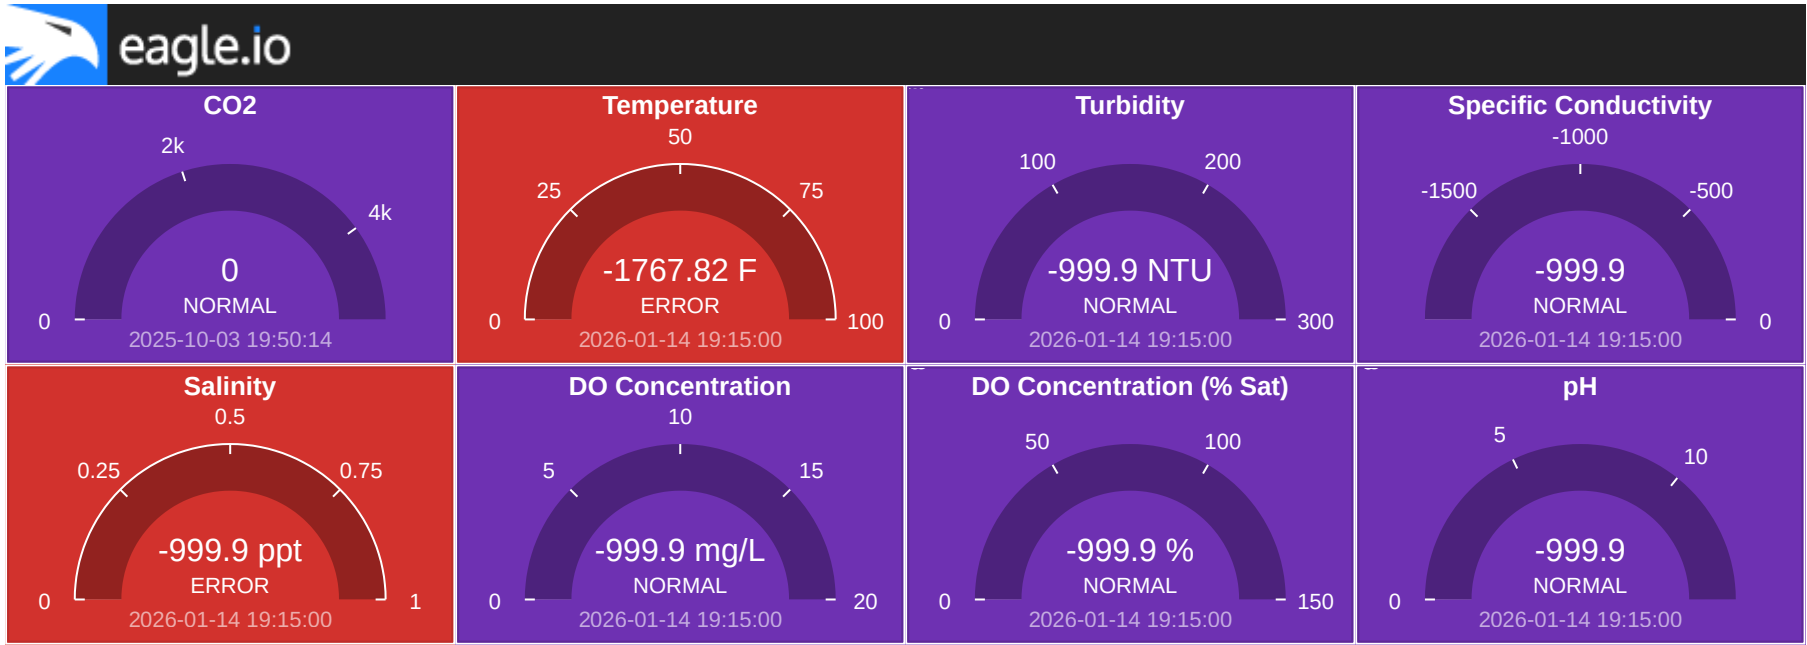 eagle.io
CO2
2k
4k
0
0
NORMAL
2025-10-03 19:50:14
Temperature
50
25
75
-1767.82 F
ERROR
0
100
2026-01-14 19:15:00
Turbidity
100
200
-999.9 NTU
NORMAL
0
300
2026-01-14 19:15:00
Specific Conductivity
-1000
-1500
-500
-999.9
NORMAL
0
2026-01-14 19:15:00
Salinity
0.5
0.25
0.75
-999.9 ppt
ERROR
0
1
2026-01-14 19:15:00
DO Concentration
10
5
15
-999.9 mg/L
NORMAL
0
20
2026-01-14 19:15:00
DO Concentration (% Sat)
50
100
-999.9 %
NORMAL
0
150
2026-01-14 19:15:00
pH
5
10
-999.9
NORMAL
0
2026-01-14 19:15:00